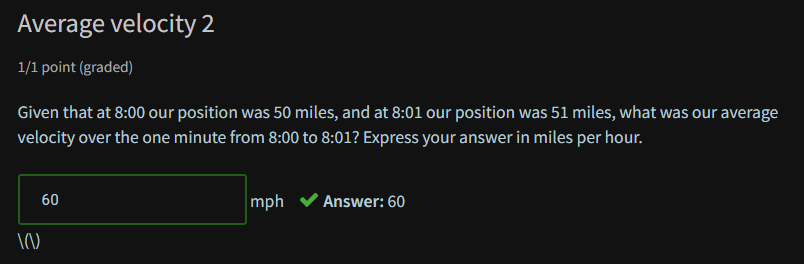 Average velocity 2
1/1 point (graded)
Given that at 8:00 our position was 50 miles, and at 8:01 our position was 51 miles, what was our average
velocity over the one minute from 8:00 to 8:01? Express your answer in miles per hour.
60 mph ✔ Answer: 60
\(\)